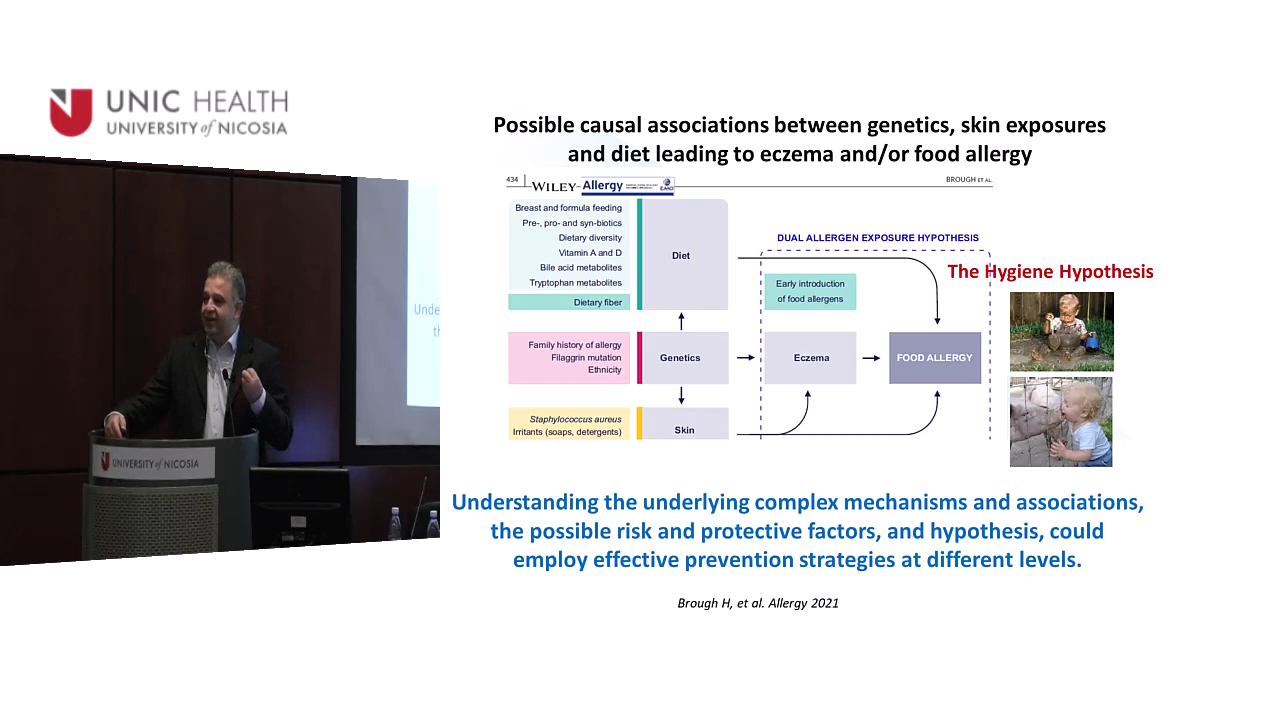 UNIC HEALTH
UNIVERSITY of NICOSIA
Possible causal associations between genetics, skin exposures
and diet leading to eczema and/or food allergy
434
WILEY
Allergy
EAACI
BROUGH ET AL.
Breast and formula feeding
Pre-, pro- and syn-biotics
Dietary diversity
Vitamin A and D
Bile acid metabolites
Tryptophan metabolites
Dietary fiber
Diet
DUAL ALLERGEN EXPOSURE HYPOTHESIS
Early introduction
of food allergens
The Hygiene Hypothesis
Family history of allergy
Filaggrin mutation
Ethnicity
Genetics
Eczema
FOOD ALLERGY
Staphylococcus aureus
Irritants (soaps, detergents)
Skin
Unde
th
UNIVERSITY of NICOSIA
Understanding the underlying complex mechanisms and associations,
the possible risk and protective factors, and hypothesis, could
employ effective prevention strategies at different levels.
Brough H, et al. Allergy 2021